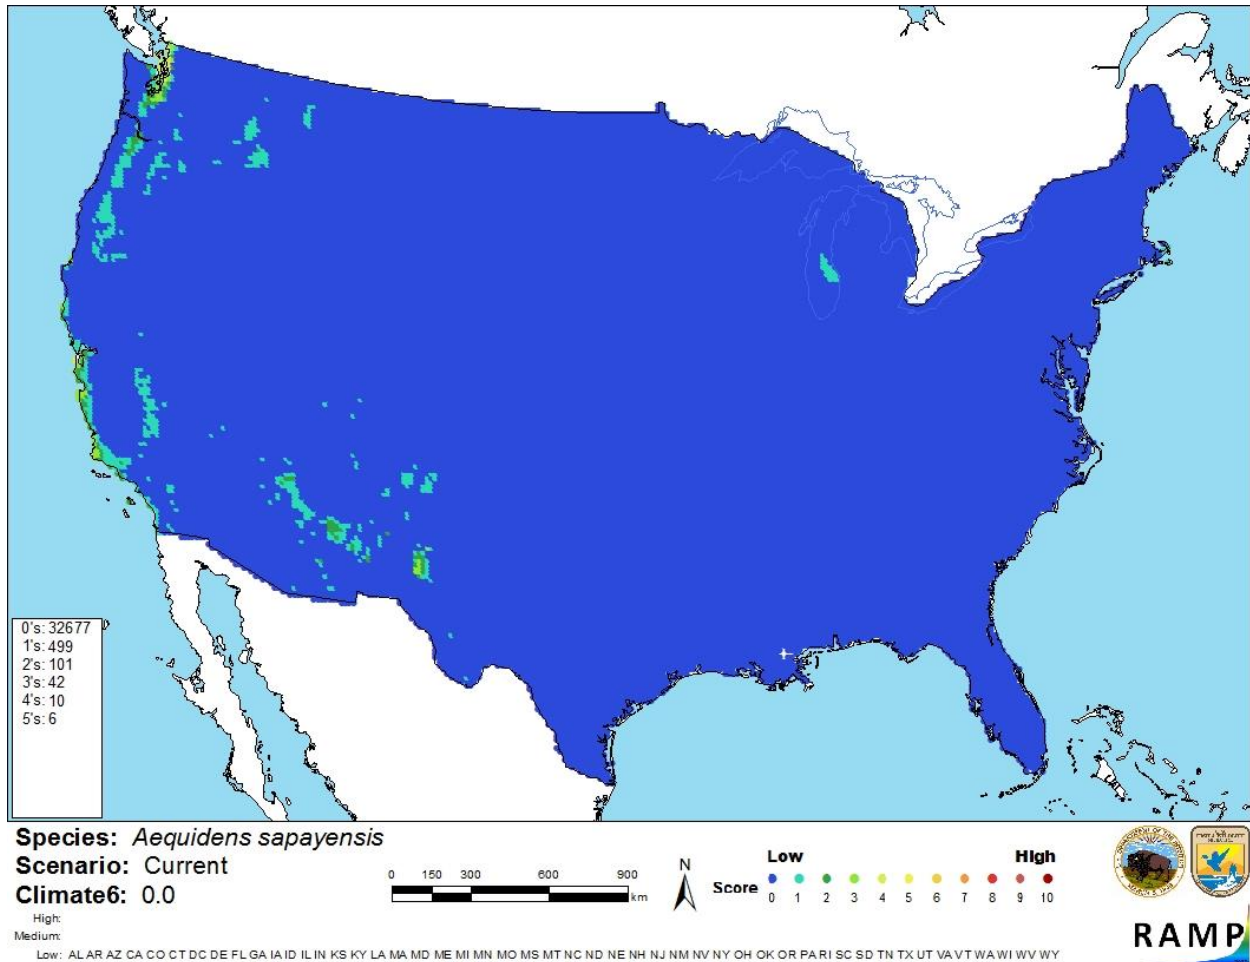 0's: 32677
1's: 499
2's: 101
3's: 42
4's: 10
5's: 6
Species: Aequidens sapayensis
Scenario: Current
Climate6: 0.0
High:
Medium:
Low: AL AR AZ CA CO CT DC DE FL GA IA ID IL IN KS KY LA MA MD ME MI MN MO MS MT NC ND NE NH NJ NM NV NY OH OK OR PA RI SC SD TN TX UT VA VT WA WI WV WY
0 150 300 600 900
km
N
Low High
Score 0 1 2 3 4 5 6 7 8 9 10
RAMP